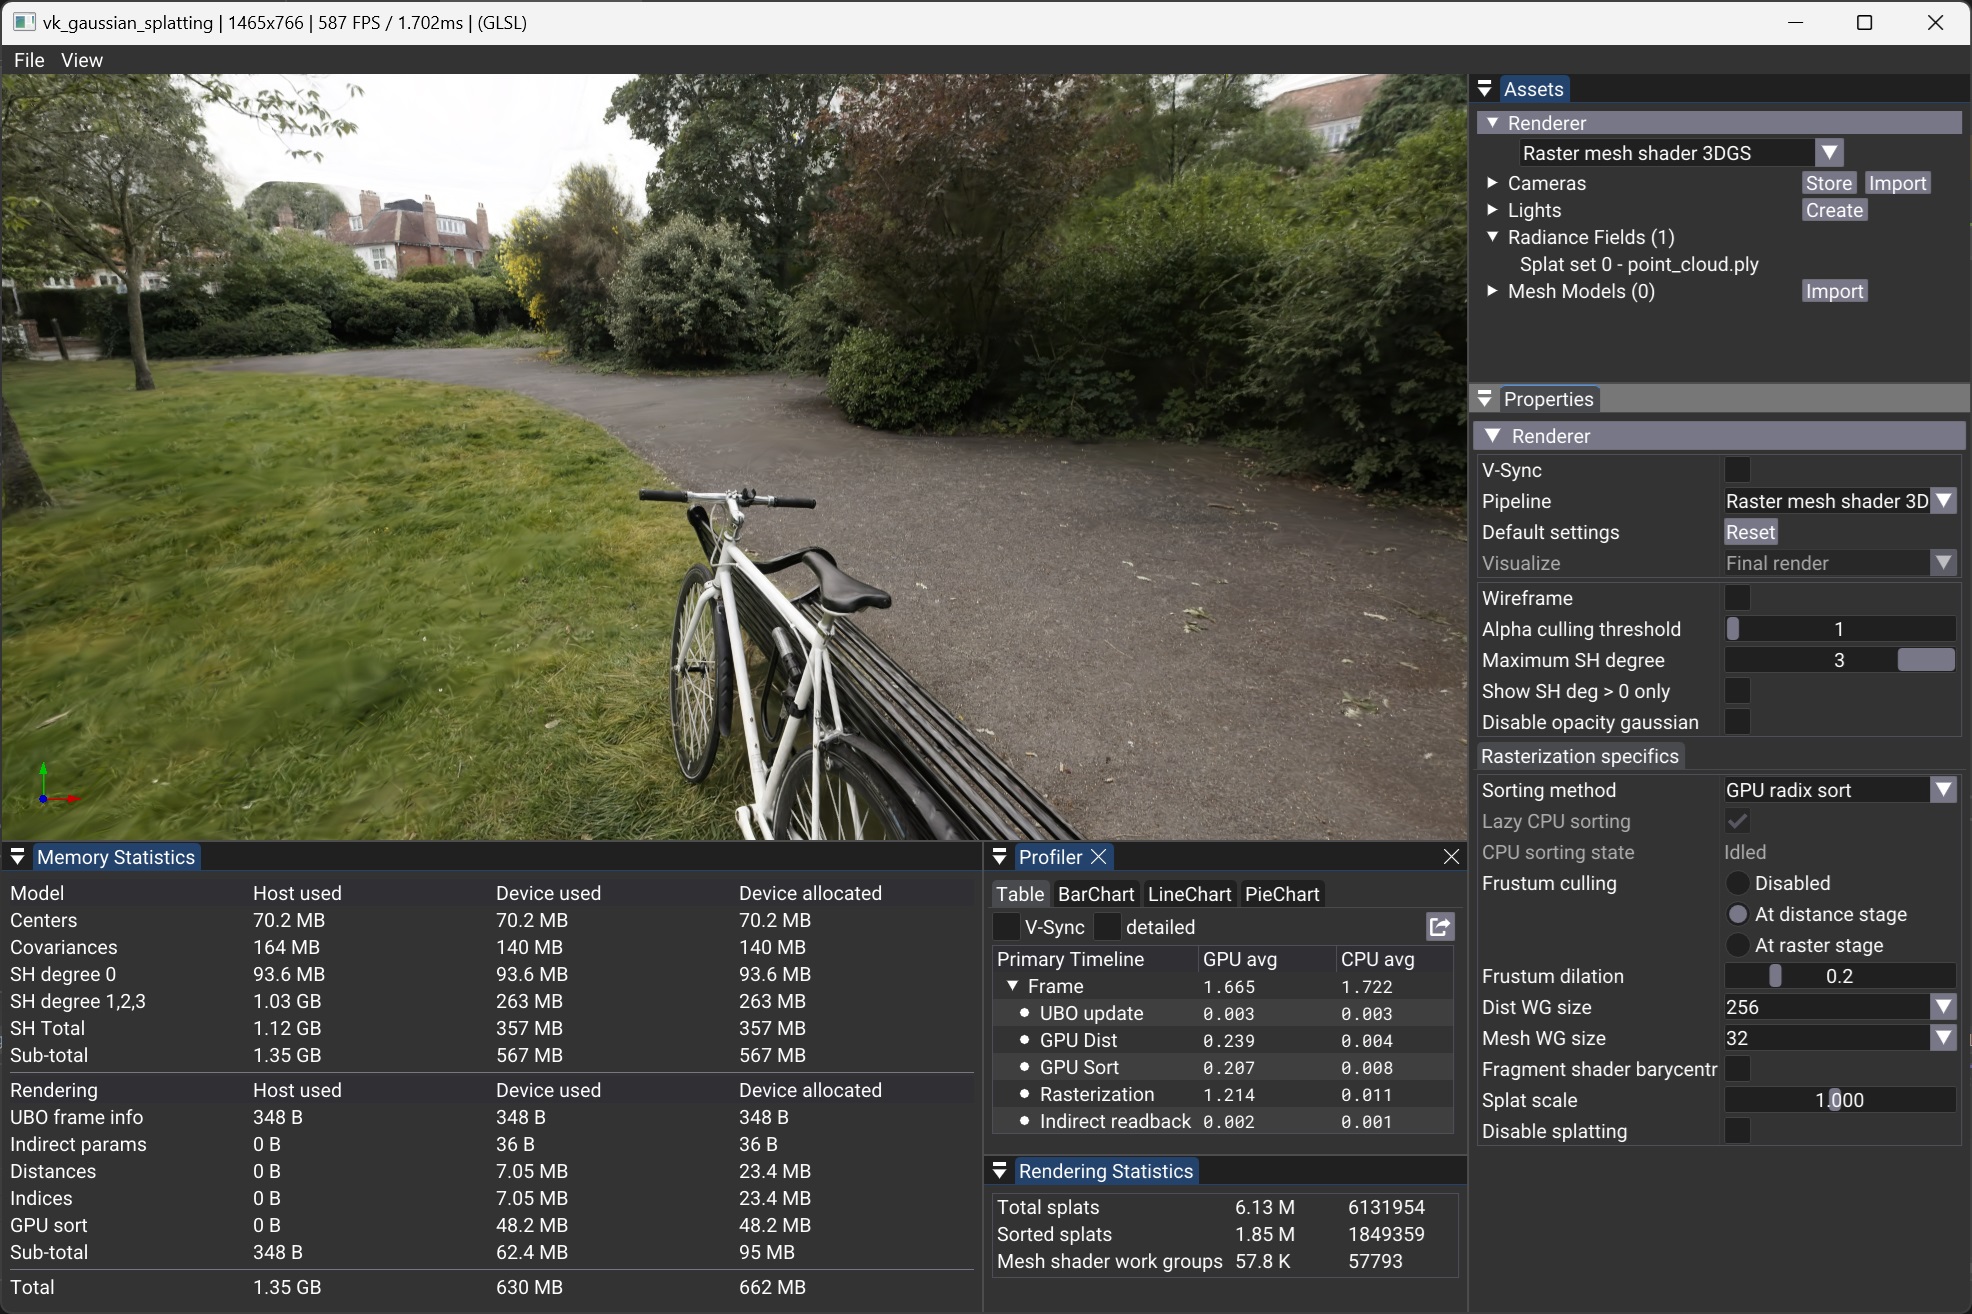 vk_gaussian_splatting | 1465x766 | 587 FPS / 1.702ms | (GLSL)
File View
Assets
Renderer
Raster mesh shader 3DGS
Cameras Store Import
Lights Create
Radiance Fields (1)
Splat set 0 - point_cloud.ply
Mesh Models (0) Import
Properties
Renderer
V-Sync
Pipeline Raster mesh shader 3D
Default settings Reset
Visualize Final render
Wireframe
Alpha culling threshold 1
Maximum SH degree 3
Show SH deg > 0 only
Disable opacity gaussian
Rasterization specifics
Sorting method GPU radix sort
Lazy CPU sorting
CPU sorting state Idled
Frustum culling Disabled
At distance stage
At raster stage
Frustum dilation 0.2
Dist WG size 256
Mesh WG size 32
Fragment shader barycentr
Splat scale 1.000
Disable splatting
Memory Statistics
Model Host used Device used Device allocated
Centers 70.2 MB 70.2 MB 70.2 MB
Covariances 164 MB 140 MB 140 MB
SH degree 0 93.6 MB 93.6 MB 93.6 MB
SH degree 1,2,3 1.03 GB 263 MB 263 MB
SH Total 1.12 GB 357 MB 357 MB
Sub-total 1.35 GB 567 MB 567 MB
Rendering Host used Device used Device allocated
UBO frame info 348 B 348 B 348 B
Indirect params 0 B 36 B 36 B
Distances 0 B 7.05 MB 23.4 MB
Indices 0 B 7.05 MB 23.4 MB
GPU sort 0 B 48.2 MB 48.2 MB
Sub-total 348 B 62.4 MB 95 MB
Total 1.35 GB 630 MB 662 MB
Profiler
Table BarChart LineChart PieChart
V-Sync detailed
Primary Timeline GPU avg CPU avg
Frame 1.665 1.722
UBO update 0.003 0.003
GPU Dist 0.239 0.004
GPU Sort 0.207 0.008
Rasterization 1.214 0.011
Indirect readback 0.002 0.001
Rendering Statistics
Total splats 6.13 M 6131954
Sorted splats 1.85 M 1849359
Mesh shader work groups 57.8 K 57793